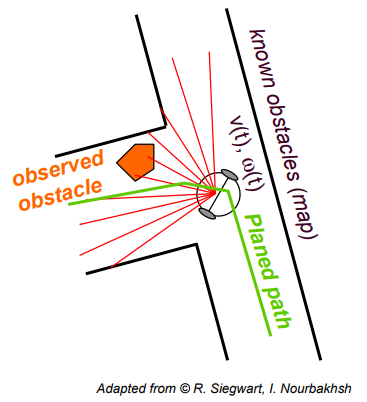 known obstacles (map)
v(t), ω(t)
observed
obstacle
Planed path
Adapted from © R. Siegwart, I. Nourbakhsh